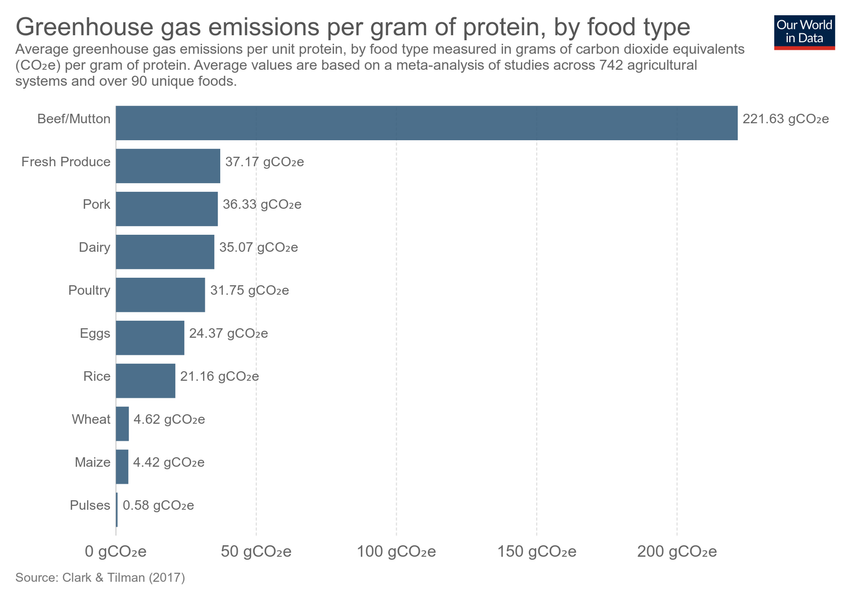 Greenhouse gas emissions per gram of protein, by food type
Our World
in Data
Average greenhouse gas emissions per unit protein, by food type measured in grams of carbon dioxide equivalents
(CO₂e) per gram of protein. Average values are based on a meta-analysis of studies across 742 agricultural
systems and over 90 unique foods.
Beef/Mutton 221.63 gCO₂e
Fresh Produce 37.17 gCO₂e
Pork 36.33 gCO₂e
Dairy 35.07 gCO₂e
Poultry 31.75 gCO₂e
Eggs 24.37 gCO₂e
Rice 21.16 gCO₂e
Wheat 4.62 gCO₂e
Maize 4.42 gCO₂e
Pulses 0.58 gCO₂e
0 gCO₂e 50 gCO₂e 100 gCO₂e 150 gCO₂e 200 gCO₂e
Source: Clark & Tilman (2017)